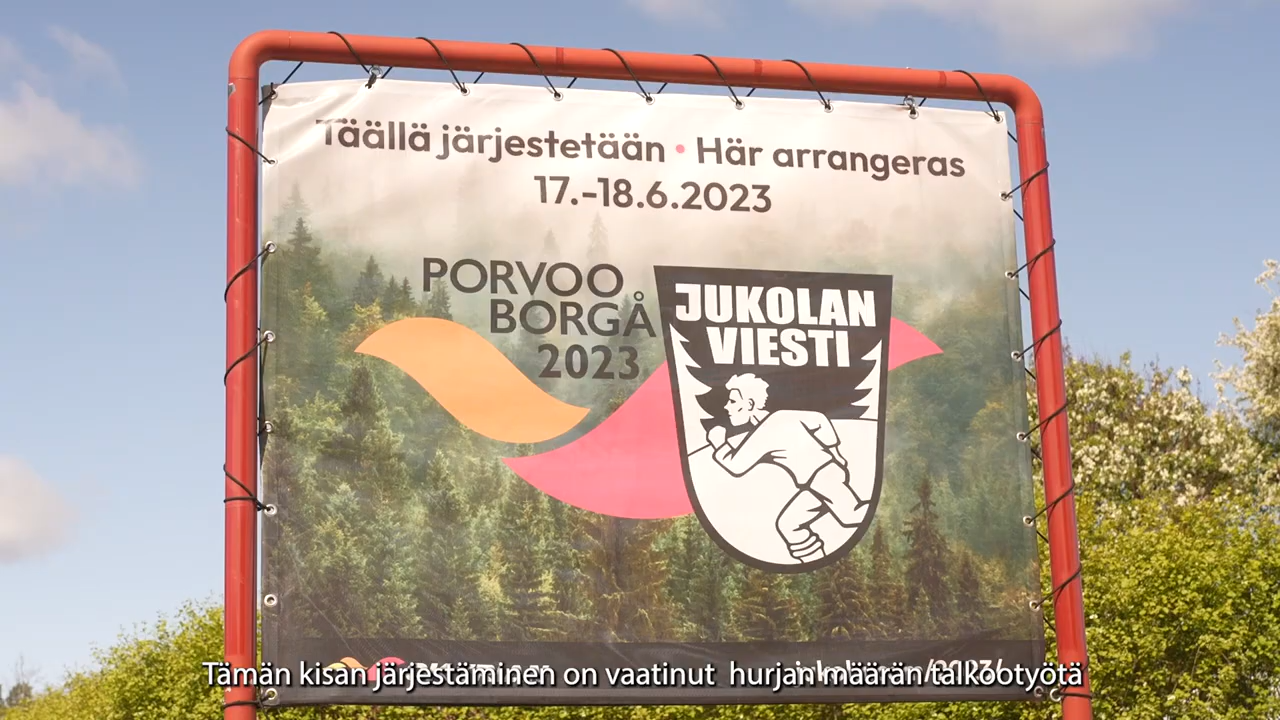 Täällä järjestetään • Här arrangeras
17.-18.6.2023
PORVOO
BORGÅ
2023
JUKOLAN
VIESTI
Tämän kisan järjestäminen on vaatinut hurjan määrän talkootyötä